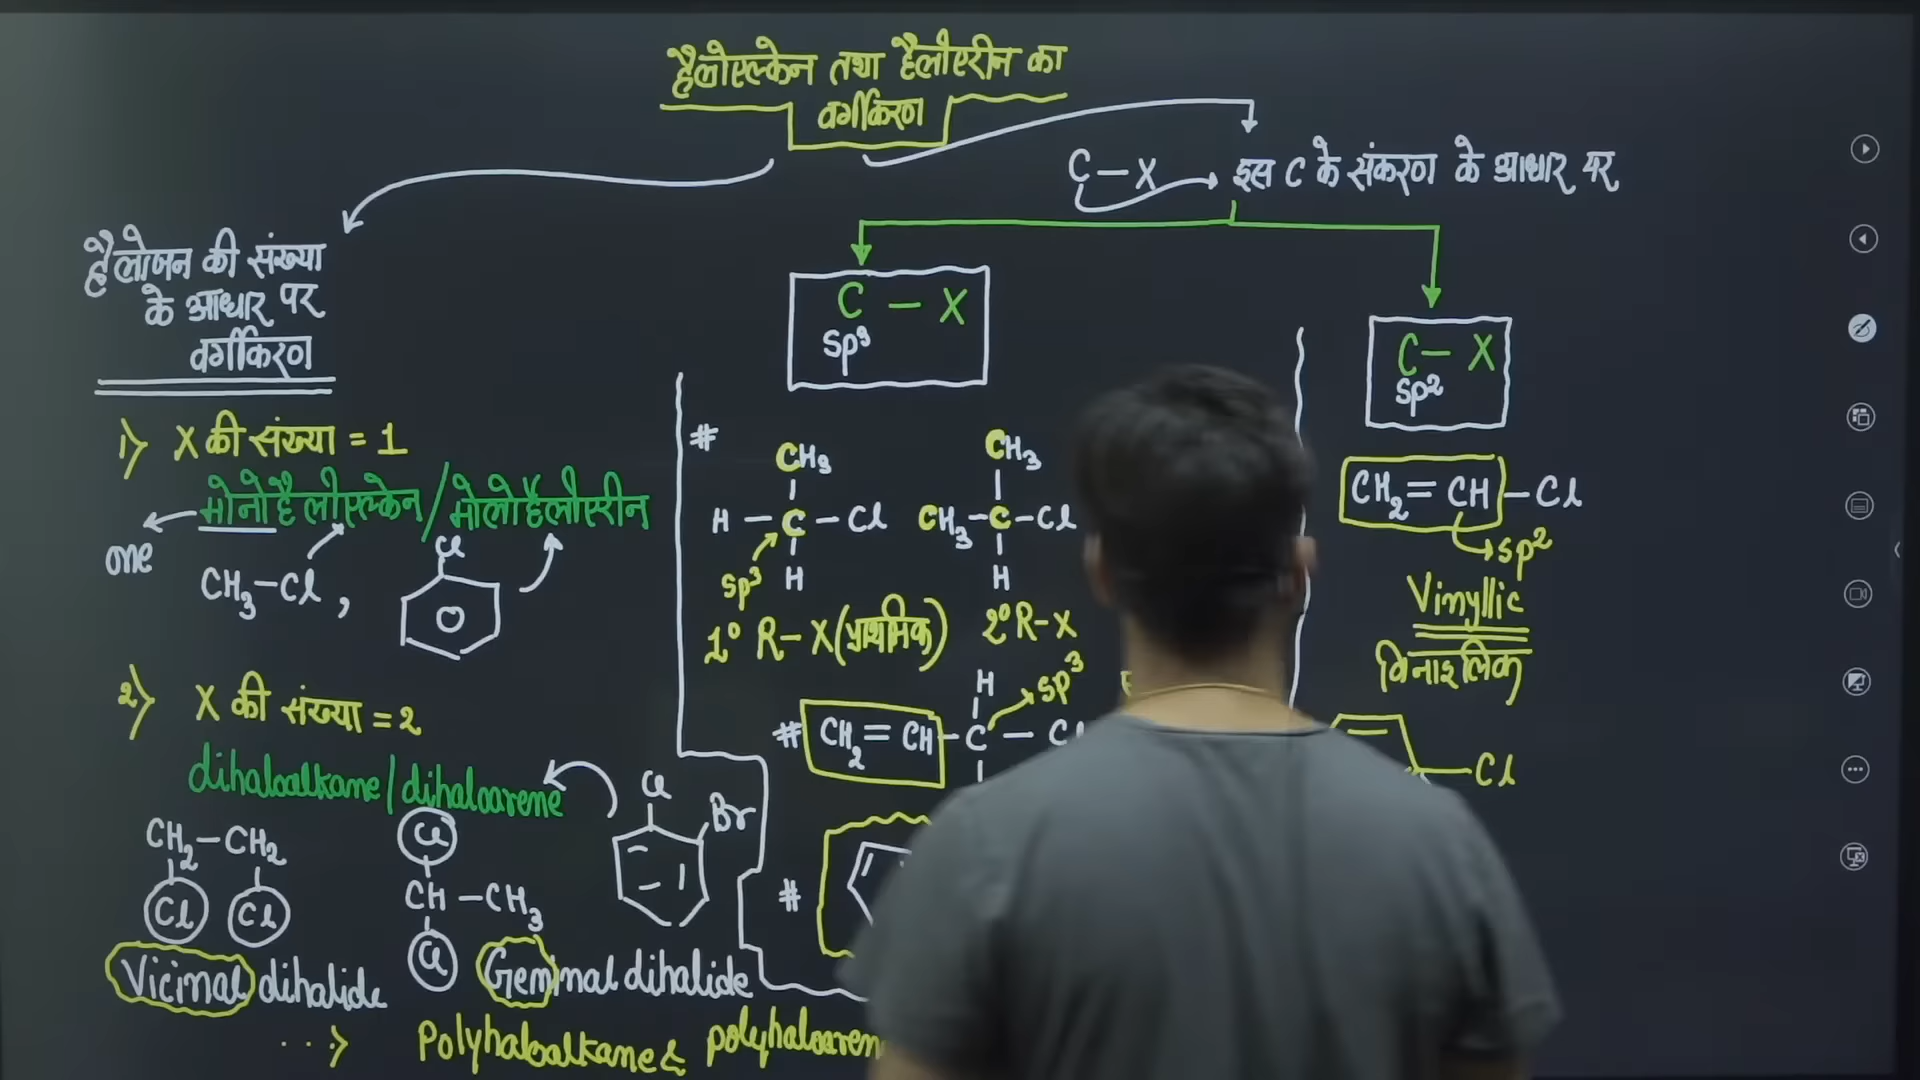 हैलोएल्केन तथा हैलोएरीन का
वर्गीकरण
C – X → इस C के संकरण के आधार पर
हैलोजन की संख्या
के आधार पर
वर्गीकरण
1) X की संख्या = 1
मोनोहैलोएल्केन/मोलोहैलोएरीन
one
CH3–Cl ,
Cl
2) X की संख्या = 2
dihaloalkane/dihaloarene
Cl
Br
CH2–CH2
Cl Cl
Cl
CH –CH3
Cl
Vicinal dihalide
Geminal dihalide
Polyhaloalkane & polyhaloaren
C – X
sp3
#
CH3
H – C – Cl
H
sp3
1° R–X(प्राथमिक)
CH3
CH3–C–Cl
H
2° R–X
# CH2=CH–C–
H
sp3
#
C–X
sp2
CH2=CH–Cl
sp2
Vinyllic
विनाइलिक
Cl